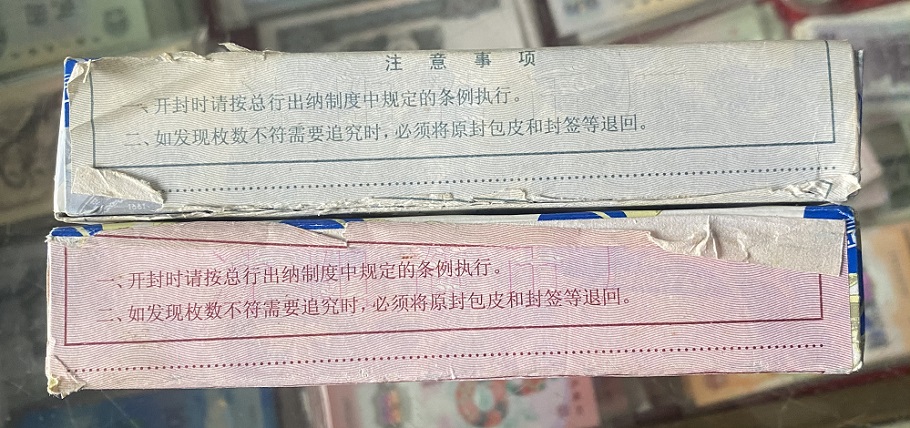 注意事项
一、开封时请按总行出纳制度中规定的条例执行。
二、如发现枚数不符需要追究时,必须将原封包皮和封签等退回。
一、开封时请按总行出纳制度中规定的条例执行。
二、如发现枚数不符需要追究时,必须将原封包皮和封签等退回。